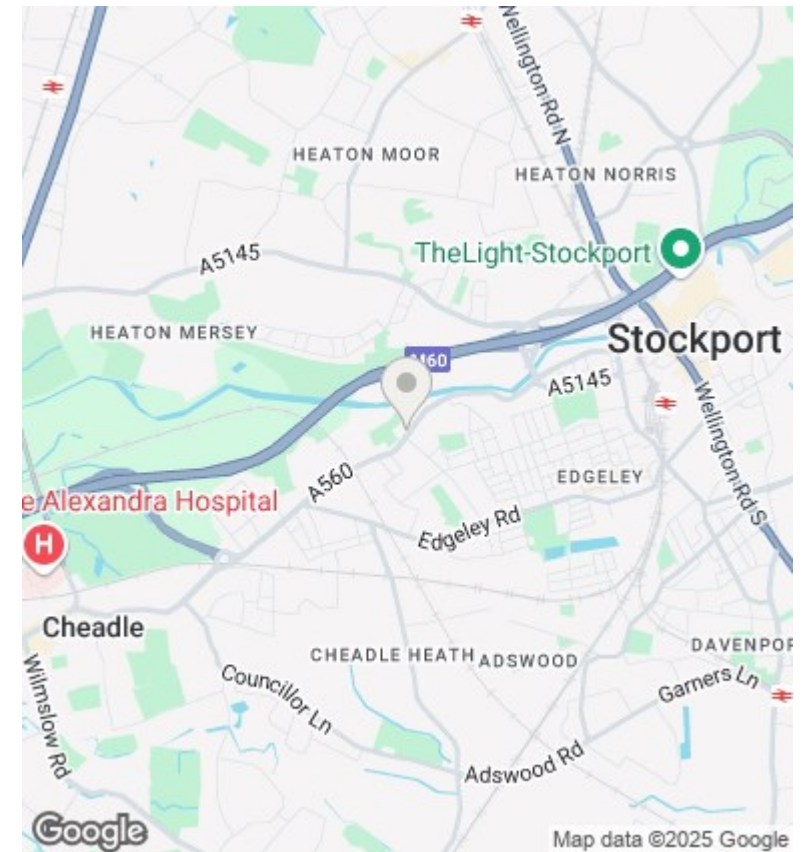 Wellington Rd N
HEATON MOOR
HEATON NORRIS
A5145
TheLight-Stockport
HEATON MERSEY
Stockport
M60
A5145
A560
EDGELEY
Wellington Rd S
e Alexandra Hospital
H
Edgeley Rd
Cheadle
CHEADLE HEATH
ADSWOOD
DAVENPOR
Councillor Ln
Garners Ln
Wilmslow Rd
Adswood Rd
Google
Map data ©2025 Google